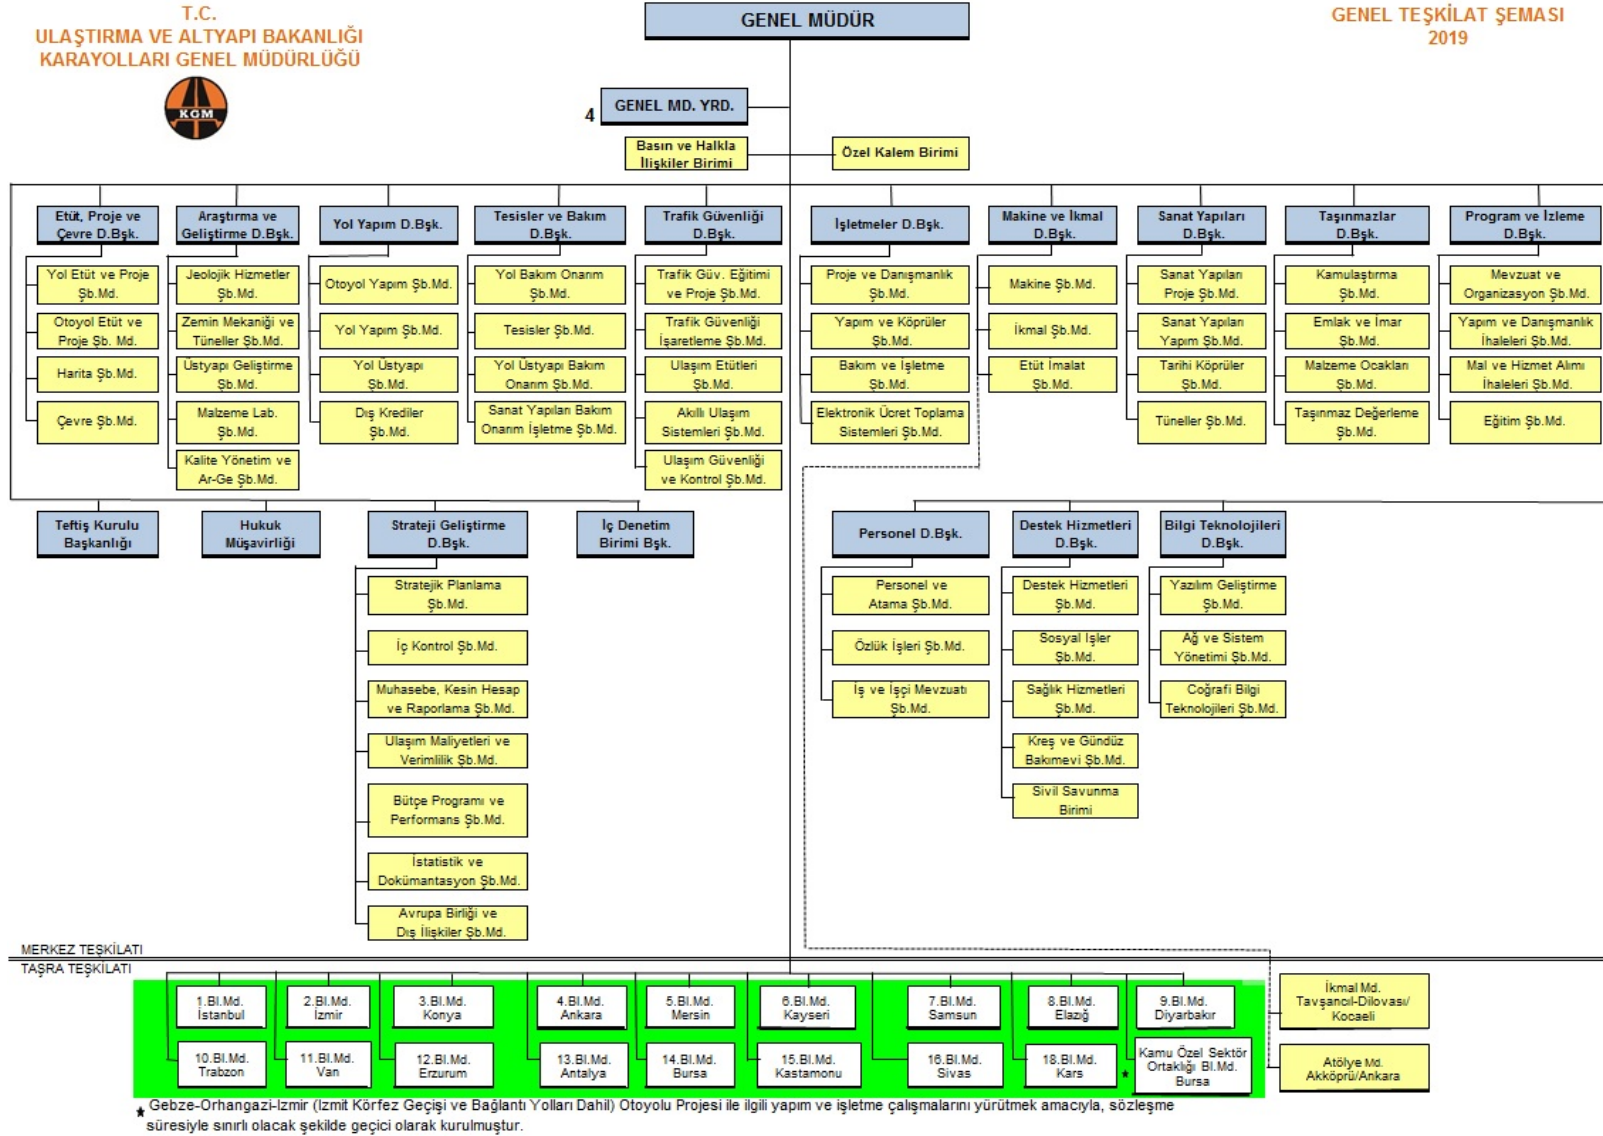 T.C.
ULAŞTIRMA VE ALTYAPI BAKANLIĞI
KARAYOLLARI GENEL MÜDÜRLÜĞÜ
KGM
GENEL MÜDÜR
GENEL TEŞKİLAT ŞEMASI
2019
4
GENEL MD. YRD.
Basın ve Halkla
İlişkiler Birimi
Özel Kalem Birimi
Etüt, Proje ve
Çevre D.Bşk.
Yol Etüt ve Proje
Şb.Md.
Otoyol Etüt ve
Proje Şb. Md.
Harita Şb.Md.
Çevre Şb.Md.
Araştırma ve
Geliştirme D.Bşk.
Jeolojik Hizmetler
Şb.Md.
Zemin Mekaniği ve
Tüneller Şb.Md.
Üstyapı Geliştirme
Şb.Md.
Malzeme Lab.
Şb.Md.
Kalite Yönetim ve
Ar-Ge Şb.Md.
Yol Yapım D.Bşk.
Otoyol Yapım Şb.Md.
Yol Yapım Şb.Md.
Yol Üstyapı
Şb.Md.
Dış Krediler
Şb.Md.
Tesisler ve Bakım
D.Bşk.
Yol Bakım Onarım
Şb.Md.
Tesisler Şb.Md.
Yol Üstyapı Bakım
Onarım Şb.Md.
Sanat Yapıları Bakım
Onarım İşletme Şb.Md.
Trafik Güvenliği
D.Bşk.
Trafik Güv. Eğitimi
ve Proje Şb.Md.
Trafik Güvenliği
İşaretleme Şb.Md.
Ulaşım Etütleri
Şb.Md.
Akıllı Ulaşım
Sistemleri Şb.Md.
Ulaşım Güvenliği
ve Kontrol Şb.Md.
İşletmeler D.Bşk.
Proje ve Danışmanlık
Şb.Md.
Yapım ve Köprüler
Şb.Md.
Bakım ve İşletme
Şb.Md.
Elektronik Ücret Toplama
Sistemleri Şb.Md.
Makine ve İkmal
D.Bşk.
Makine Şb.Md.
İkmal Şb.Md.
Etüt İmalat
Şb.Md.
Sanat Yapıları
D.Bşk.
Sanat Yapıları
Proje Şb.Md.
Sanat Yapıları
Yapım Şb.Md.
Tarihi Köprüler
Şb.Md.
Tüneller Şb.Md.
Taşınmazlar
D.Bşk.
Kamulaştırma
Şb.Md.
Emlak ve İmar
Şb.Md.
Malzeme Ocakları
Şb.Md.
Taşınmaz Değerleme
Şb.Md.
Program ve İzleme
D.Bşk.
Mevzuat ve
Organizasyon Şb.Md.
Yapım ve Danışmanlık
İhaleleri Şb.Md.
Mal ve Hizmet Alımı
İhaleleri Şb.Md.
Eğitim Şb.Md.
Teftiş Kurulu
Başkanlığı
Hukuk
Müşavirliği
Strateji Geliştirme
D.Bşk.
Stratejik Planlama
Şb.Md.
İç Kontrol Şb.Md.
Muhasebe, Kesin Hesap
ve Raporlama Şb.Md.
Ulaşım Maliyetleri ve
Verimlilik Şb.Md.
Bütçe Programı ve
Performans Şb.Md.
İstatistik ve
Dokümantasyon Şb.Md.
Avrupa Birliği ve
Dış İlişkiler Şb.Md.
İç Denetim
Birimi Bşk.
Personel D.Bşk.
Personel ve
Atama Şb.Md.
Özlük İşleri Şb.Md.
İş ve İşçi Mevzuatı
Şb.Md.
Destek Hizmetleri
D.Bşk.
Destek Hizmetleri
Şb.Md.
Sosyal İşler
Şb.Md.
Sağlık Hizmetleri
Şb.Md.
Kreş ve Gündüz
Bakımevi Şb.Md.
Sivil Savunma
Birimi
Bilgi Teknolojileri
D.Bşk.
Yazılım Geliştirme
Şb.Md.
Ağ ve Sistem
Yönetimi Şb.Md.
Coğrafi Bilgi
Teknolojileri Şb.Md.
MERKEZ TEŞKİLATI
TAŞRA TEŞKİLATI
1.Bl.Md.
İstanbul
2.Bl.Md.
İzmir
3.Bl.Md.
Konya
4.Bl.Md.
Ankara
5.Bl.Md.
Mersin
6.Bl.Md.
Kayseri
7.Bl.Md.
Samsun
8.Bl.Md.
Elazığ
9.Bl.Md.
Diyarbakır
10.Bl.Md.
Trabzon
11.Bl.Md.
Van
12.Bl.Md.
Erzurum
13.Bl.Md.
Antalya
14.Bl.Md.
Bursa
15.Bl.Md.
Kastamonu
16.Bl.Md.
Sivas
18.Bl.Md.
Kars
★ Kamu Özel Sektör
Ortaklığı Bl.Md.
Bursa
İkmal Md.
Tavşancıl-Dilovası/
Kocaeli
Atölye Md.
Akköprü/Ankara
★ Gebze-Orhangazi-İzmir (İzmit Körfez Geçişi ve Bağlantı Yolları Dahil) Otoyolu Projesi ile ilgili yapım ve işletme çalışmalarını yürütmek amacıyla, sözleşme
süresiyle sınırlı olacak şekilde geçici olarak kurulmuştur.